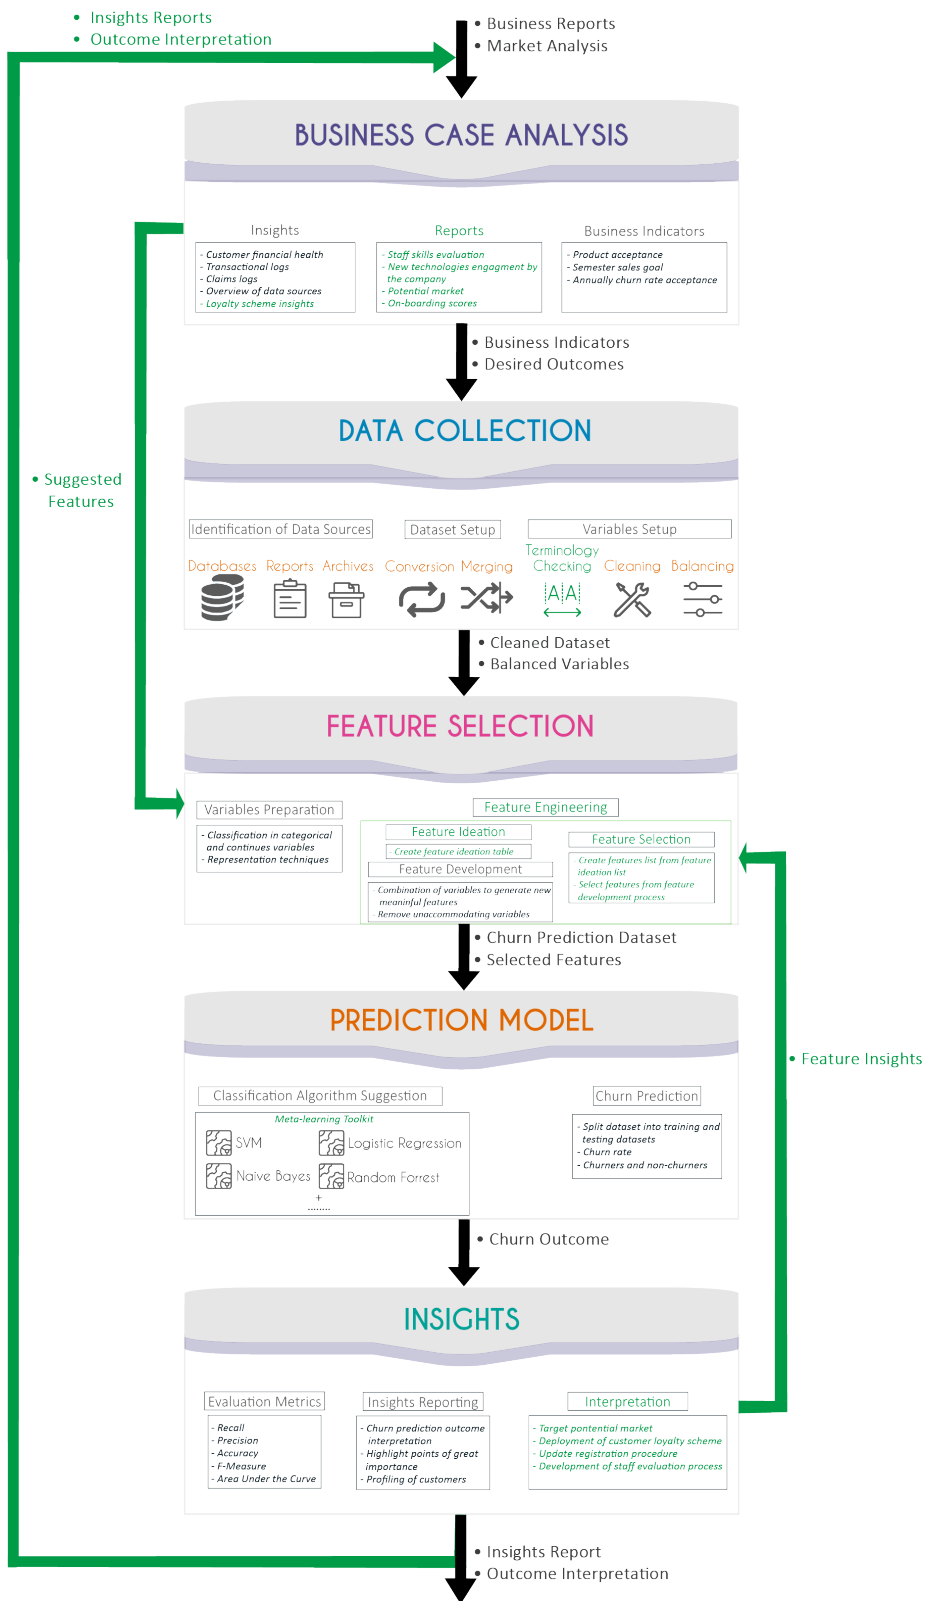 • Insights Reports
• Outcome Interpretation
• Business Reports
• Market Analysis
BUSINESS CASE ANALYSIS
Insights
- Customer financial health
- Transactional logs
- Claims logs
- Overview of data sources
- Loyalty scheme insights
Reports
- Staff skills evaluation
- New technologies engagment by
the company
- Potential market
- On-boarding scores
Business Indicators
- Product acceptance
- Semester sales goal
- Annually churn rate acceptance
• Business Indicators
• Desired Outcomes
DATA COLLECTION
• Suggested
Features
Identification of Data Sources
Databases
Reports
Archives
Dataset Setup
Conversion
Merging
Variables Setup
Terminology
Checking
|A|A|
Cleaning
Balancing
• Cleaned Dataset
• Balanced Variables
FEATURE SELECTION
Variables Preparation
- Classification in categorical
and continues variables
- Representation techniques
Feature Engineering
Feature Ideation
- Create feature ideation table
Feature Development
- Combination of variables to generate new
meaninful features
- Remove unaccommodating variables
Feature Selection
- Create features list from feature
ideation list
- Select features from feature
development process
• Churn Prediction Dataset
• Selected Features
PREDICTION MODEL
• Feature Insights
Classification Algorithm Suggestion
Meta-learning Toolkit
SVM
Logistic Regression
Naive Bayes
Random Forrest
+
........
Churn Prediction
- Split dataset into training and
testing datasets
- Churn rate
- Churners and non-churners
• Churn Outcome
INSIGHTS
Evaluation Metrics
- Recall
- Precision
- Accuracy
- F-Measure
- Area Under the Curve
Insights Reporting
- Churn prediction outcome
interpretation
- Highlight points of great
importance
- Profiling of customers
Interpretation
- Target pontential market
- Deployment of customer loyalty scheme
- Update registration procedure
- Development of staff evaluation process
• Insights Report
• Outcome Interpretation